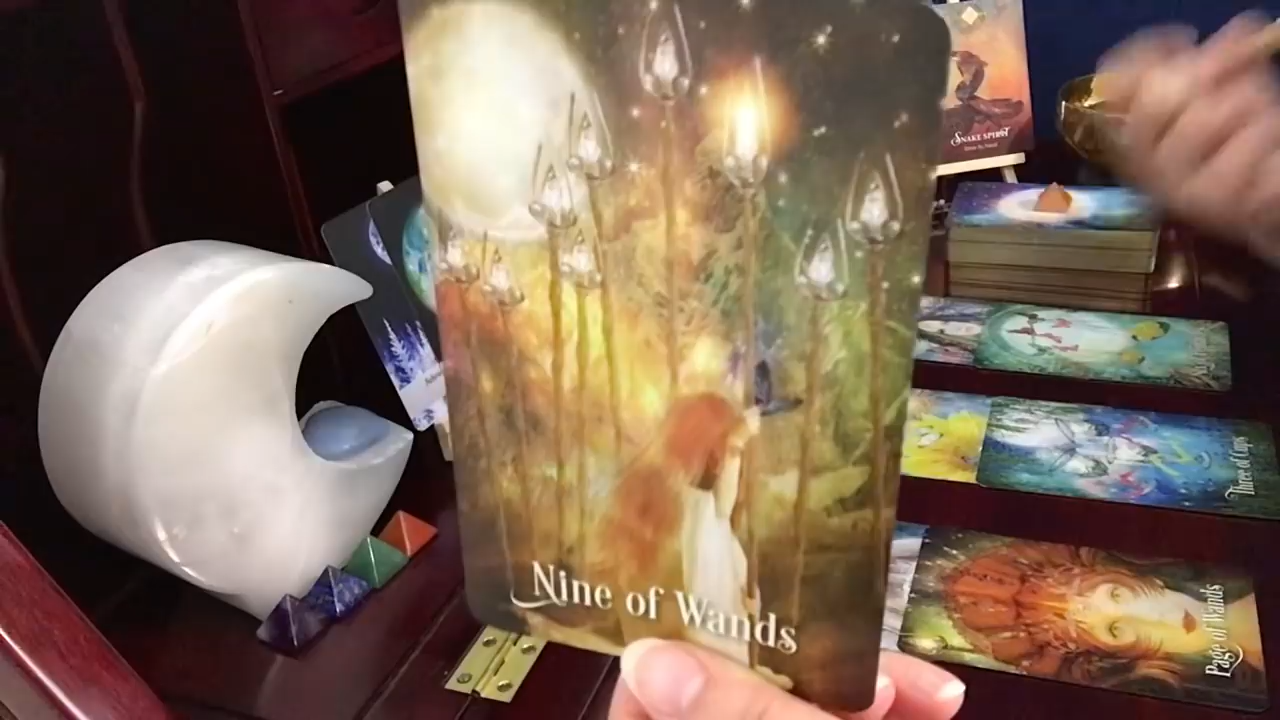 Snake Spirit
Nine of Wands
Three of Cups
Page of Wands